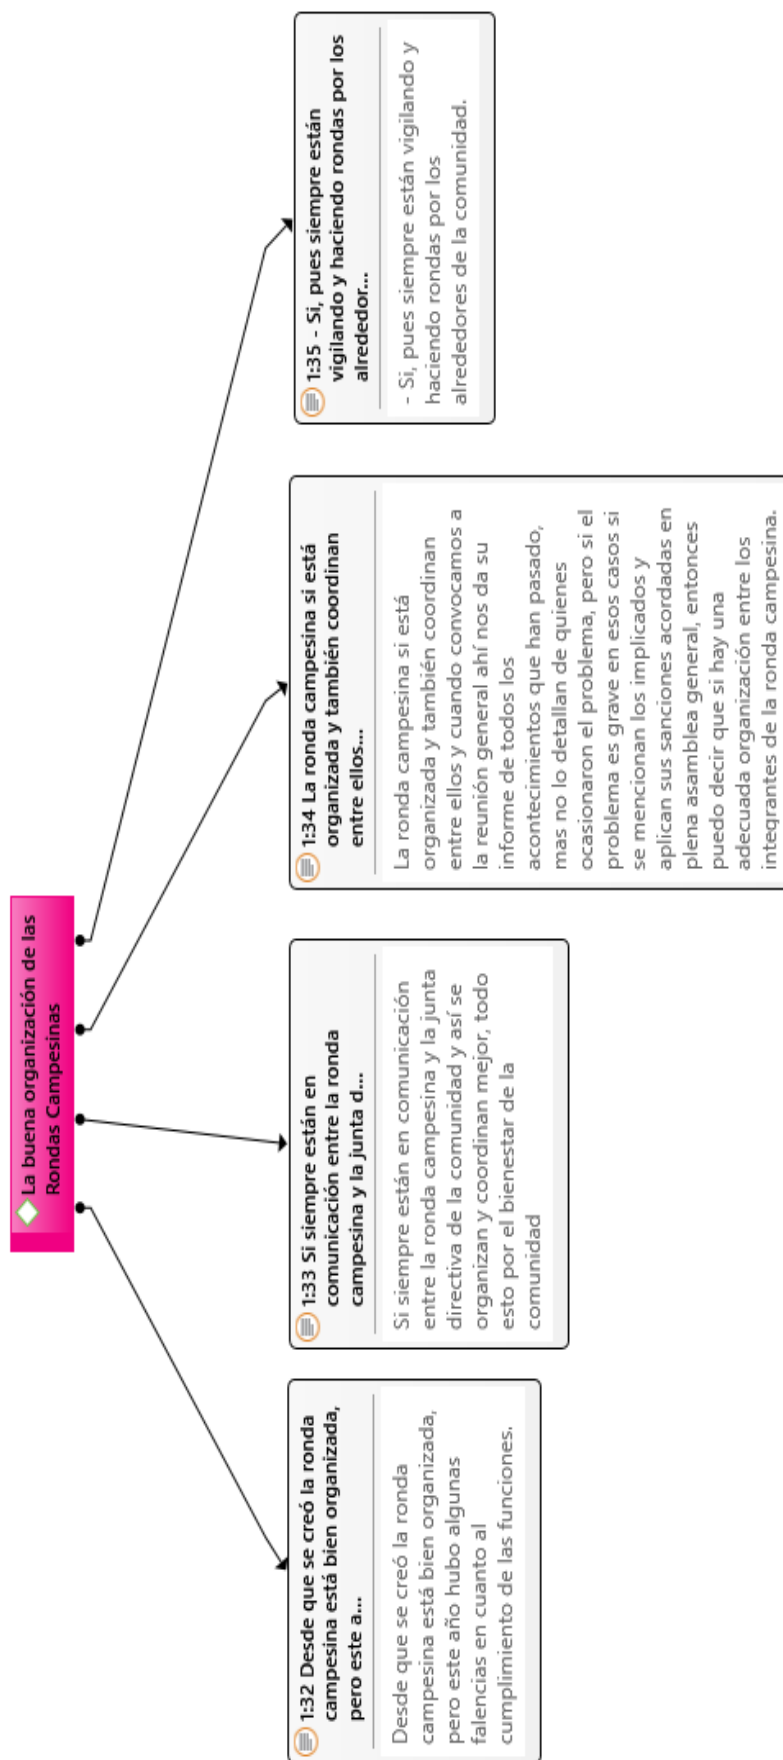 La buena organización de las
Rondas Campesinas
1:32 Desde que se creó la ronda
campesina está bien organizada,
pero este a...
Desde que se creó la ronda
campesina está bien organizada,
pero este año hubo algunas
falencias en cuanto al
cumplimiento de las funciones.
1:33 Si siempre están en
comunicación entre la ronda
campesina y la junta d...
Si siempre están en comunicación
entre la ronda campesina y la junta
directiva de la comunidad y así se
organizan y coordinan mejor, todo
esto por el bienestar de la
comunidad
1:34 La ronda campesina si está
organizada y también coordinan
entre ellos...
La ronda campesina si está
organizada y también coordinan
entre ellos y cuando convocamos a
la reunión general ahí nos da su
informe de todos los
acontecimientos que han pasado,
mas no lo detallan de quienes
ocasionaron el problema, pero si el
problema es grave en esos casos si
se mencionan los implicados y
aplican sus sanciones acordadas en
plena asamblea general, entonces
puedo decir que si hay una
adecuada organización entre los
integrantes de la ronda campesina.
1:35 - Si, pues siempre están
vigilando y haciendo rondas por los
alrededor...
- Si, pues siempre están vigilando y
haciendo rondas por los
alrededores de la comunidad.